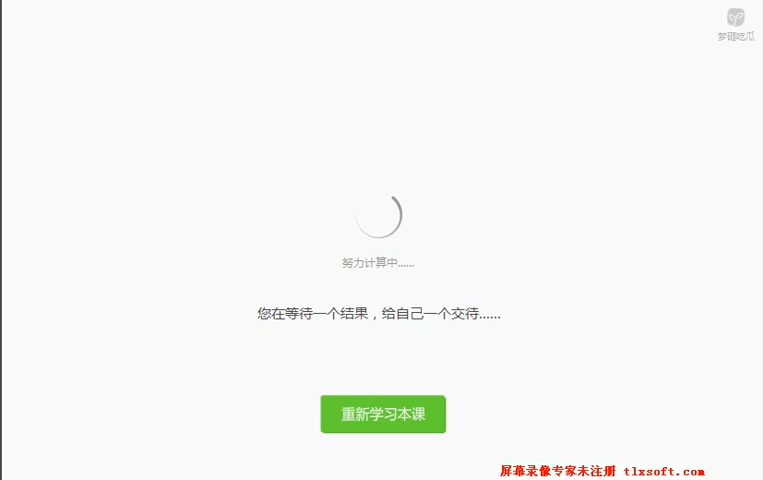 梦砸吃瓜
努力计算中......
您在等待一个结果，给自己一个交待......
重新学习本课
屏幕录像专家未注册 tlxsoft.com